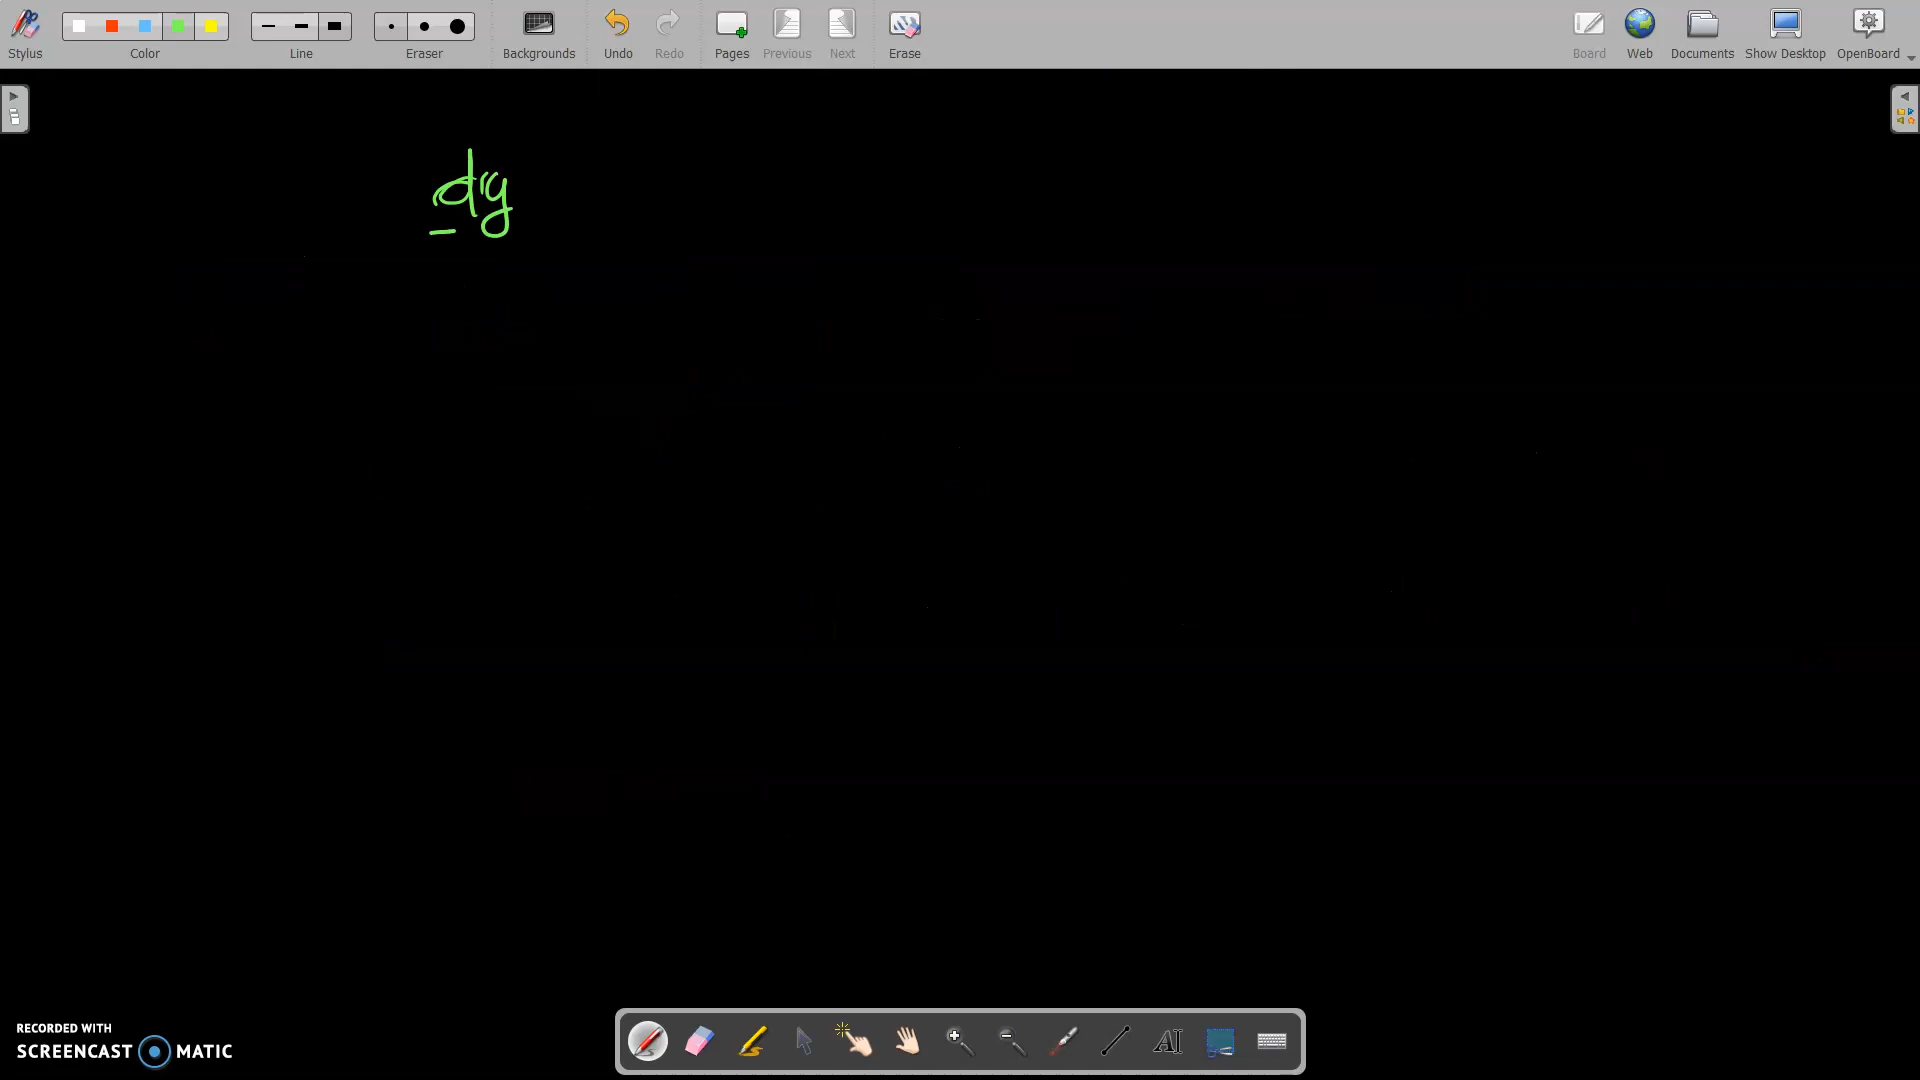 Stylus Color Line Eraser Backgrounds Undo Redo Pages Previous Next Erase Board Web Documents Show Desktop OpenBoard
dy
RECORDED WITH
SCREENCAST MATIC